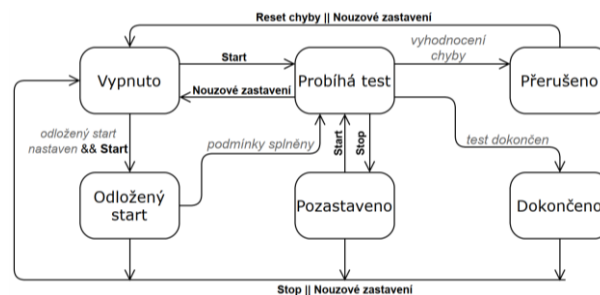 Reset chyby || Nouzové zastavení
Vypnuto
Start
Probíhá test
vyhodnocení
chyby
Přerušeno
Nouzové zastavení
odložený start
nastaven && Start
podmínky splněny
Start
Stop
test dokončen
Odložený
start
Pozastaveno
Dokončeno
Stop || Nouzové zastavení